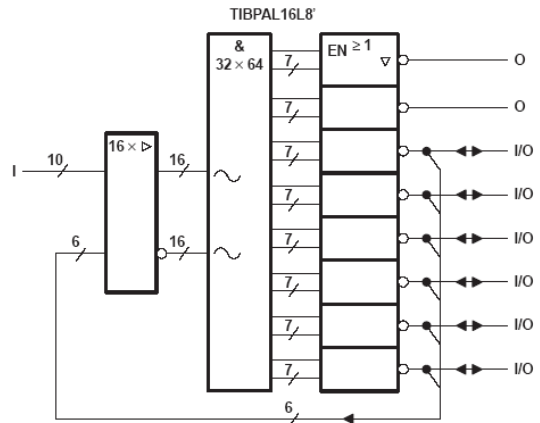 TIBPAL16L8'
&
32 × 64
EN ≥ 1
▽
O
7
7
O
7
I/O
16 × ▷
I
10
16
7
I/O
6
16
7
I/O
7
I/O
7
I/O
7
I/O
6